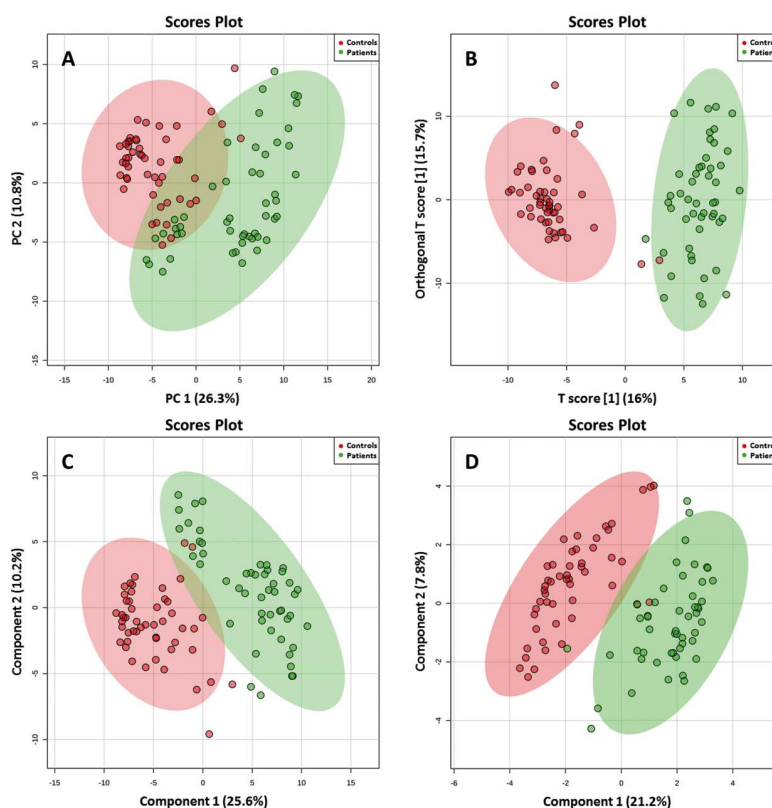 Scores Plot
A
Controls
Patients
10
5
0
-5
-10
-15
PC 2 (10.8%)
-15
-10
-5
0
5
10
15
20
PC 1 (26.3%)
Scores Plot
B
Contro
Patien
10
0
-10
Orthogonal T score [1] (15.7%)
-10
-5
0
5
10
T score [1] (16%)
Scores Plot
C
Controls
Patients
10
5
0
-5
-10
Component 2 (10.2%)
-15
-10
-5
0
5
10
15
Component 1 (25.6%)
Scores Plot
D
Contro
Patien
4
2
0
-2
-4
Component 2 (7.8%)
-6
-4
-2
0
2
4
Component 1 (21.2%)